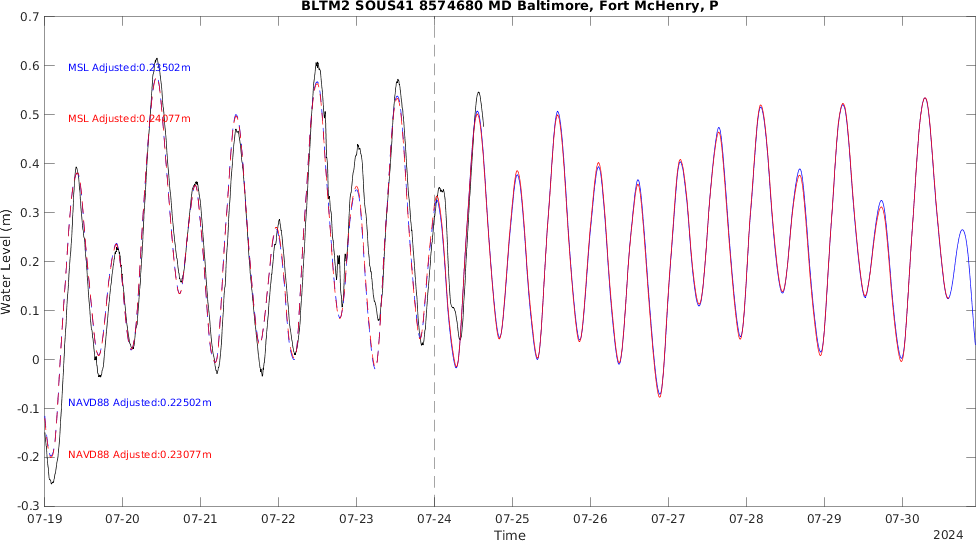 BLTM2 SOUS41 8574680 MD Baltimore, Fort McHenry, P
0.7
0.6
0.5
0.4
0.3
0.2
0.1
0
-0.1
-0.2
-0.3
Water Level (m)
MSL Adjusted:0.23502m
MSL Adjusted:0.24077m
NAVD88 Adjusted:0.22502m
NAVD88 Adjusted:0.23077m
07-19 07-20 07-21 07-22 07-23 07-24 07-25 07-26 07-27 07-28 07-29 07-30
Time
2024